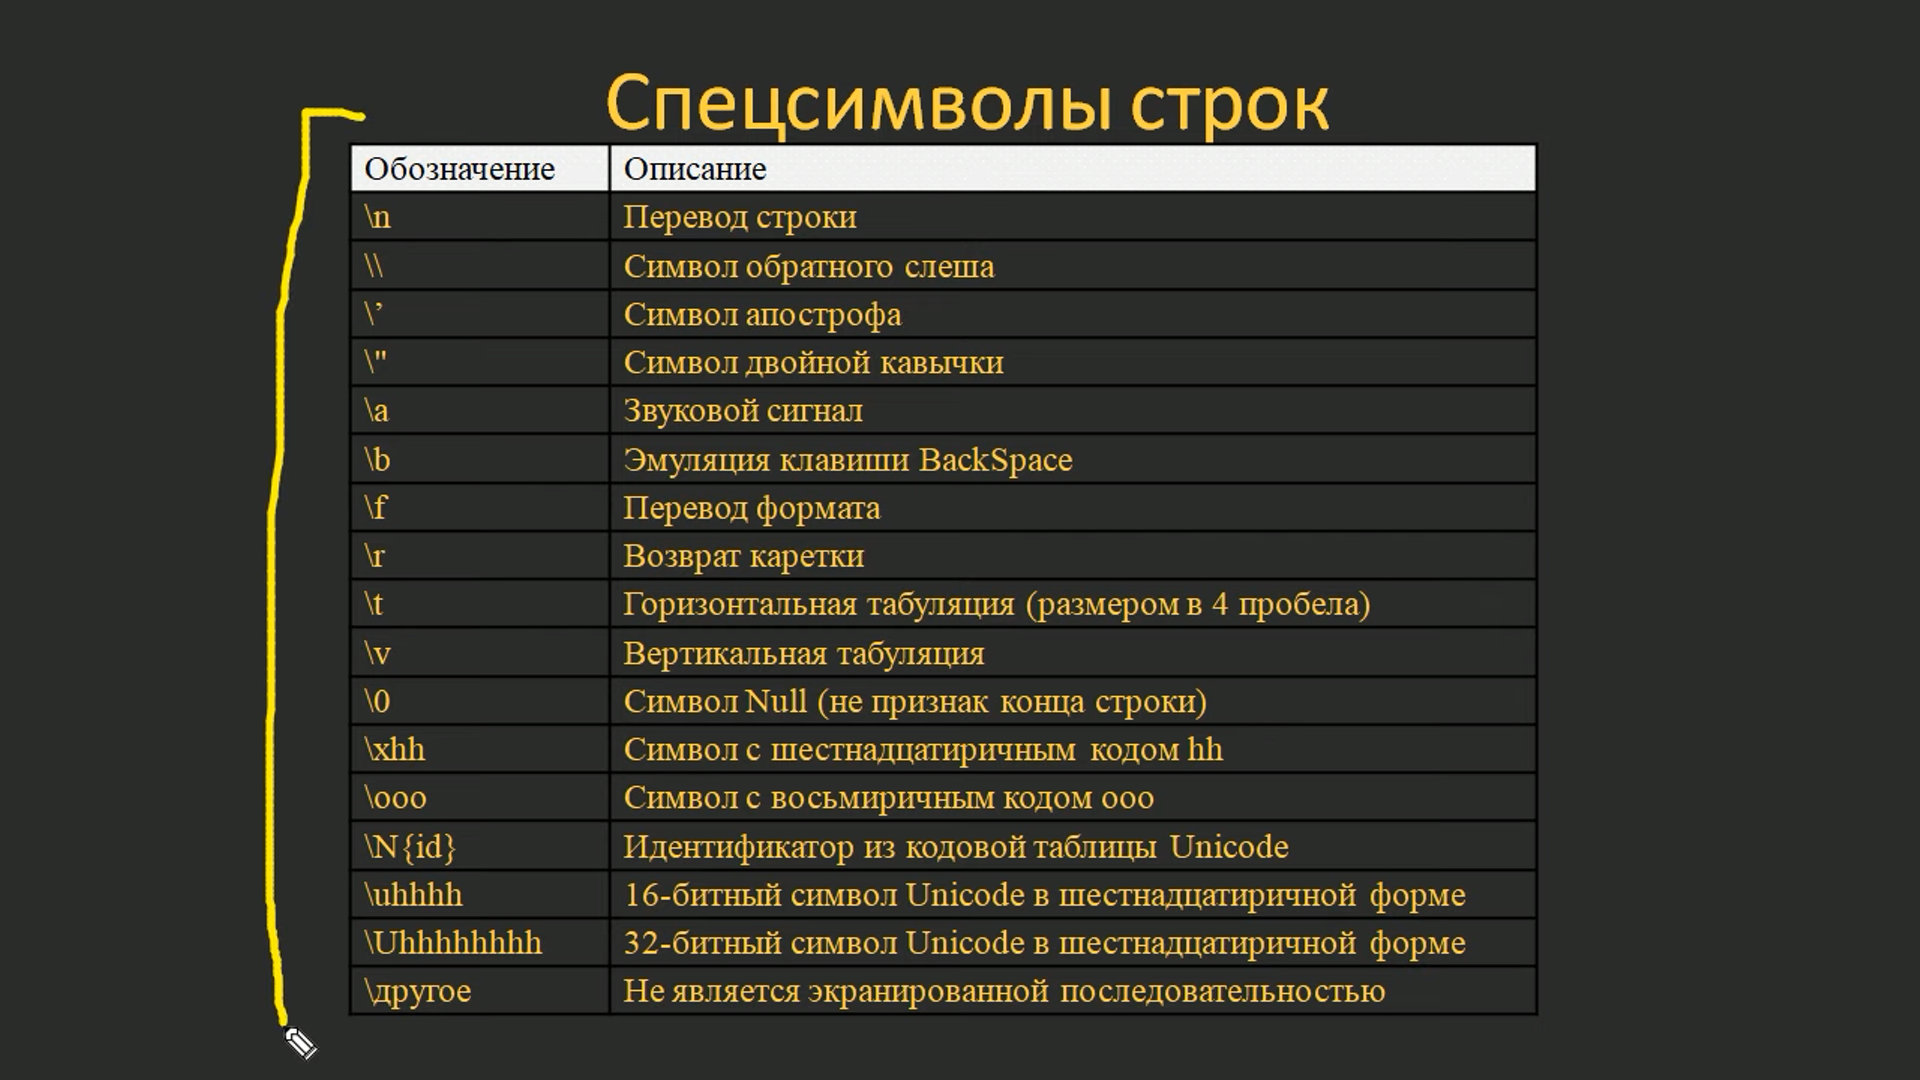 Спецсимволы строк
Обозначение Описание
\n Перевод строки
\\ Символ обратного слеша
\’ Символ апострофа
\" Символ двойной кавычки
\a Звуковой сигнал
\b Эмуляция клавиши BackSpace
\f Перевод формата
\r Возврат каретки
\t Горизонтальная табуляция (размером в 4 пробела)
\v Вертикальная табуляция
\0 Символ Null (не признак конца строки)
\xhh Символ с шестнадцатиричным кодом hh
\ooo Символ с восьмиричным кодом ooo
\N{id} Идентификатор из кодовой таблицы Unicode
\uhhhh 16-битный символ Unicode в шестнадцатиричной форме
\Uhhhhhhhh 32-битный символ Unicode в шестнадцатиричной форме
\другое Не является экранированной последовательностью